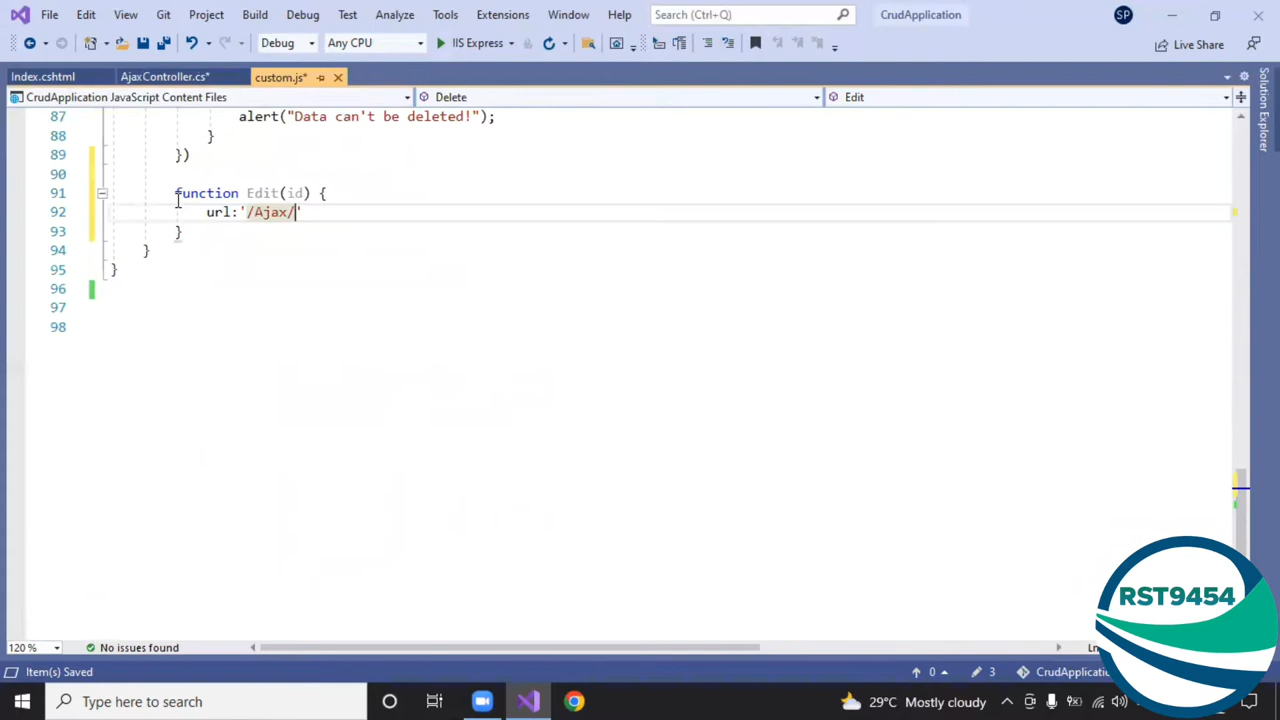 File Edit View Git Project Build Debug Test Analyze Tools Extensions Window Help Search (Ctrl+Q) CrudApplication SP
Debug Any CPU IIS Express Live Share
Index.cshtml AjaxController.cs* custom.js*
CrudApplication JavaScript Content Files Delete Edit
Solution Explorer
87 alert("Data can't be deleted!");
88 }
89 })
90
91 function Edit(id) {
92 url:'/Ajax/'
93 }
94 }
95 }
96
97
98
RST9454
120 % No issues found Ln
Item(s) Saved 0 3 CrudApplicatio
Type here to search 29°C Mostly cloudy